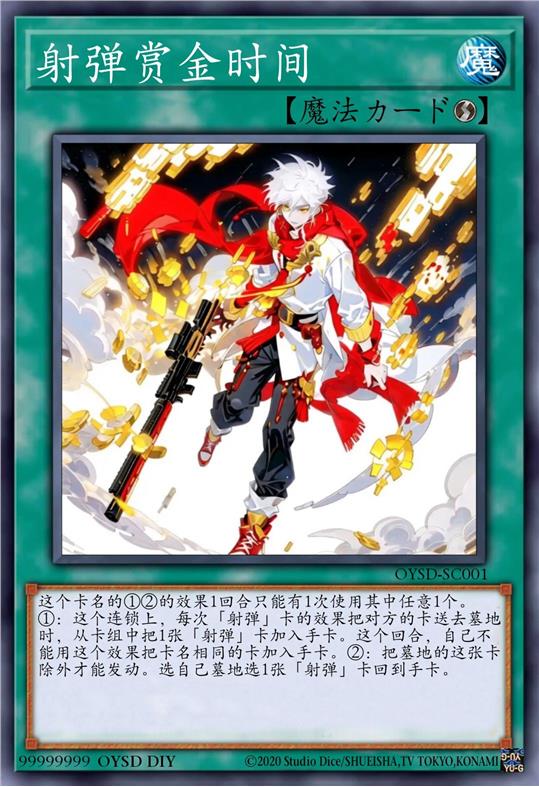 射弹赏金时间
魔
【魔法カード】
OYSD-SC001
这个卡名的①②的效果1回合只能有1次使用其中任意1个。
①：这个连锁上，每次「射弹」卡的效果把对方的卡送去墓地
时，从卡组中把1张「射弹」卡加入手卡。这个回合，自己不
能用这个效果把卡名相同的卡加入手卡。②：把墓地的这张卡
除外才能发动。选自己墓地选1张「射弹」卡回到手卡。
99999999 OYSD DIY
©2020 Studio Dice/SHUEISHA,TV TOKYO,KONAMI
YU-G